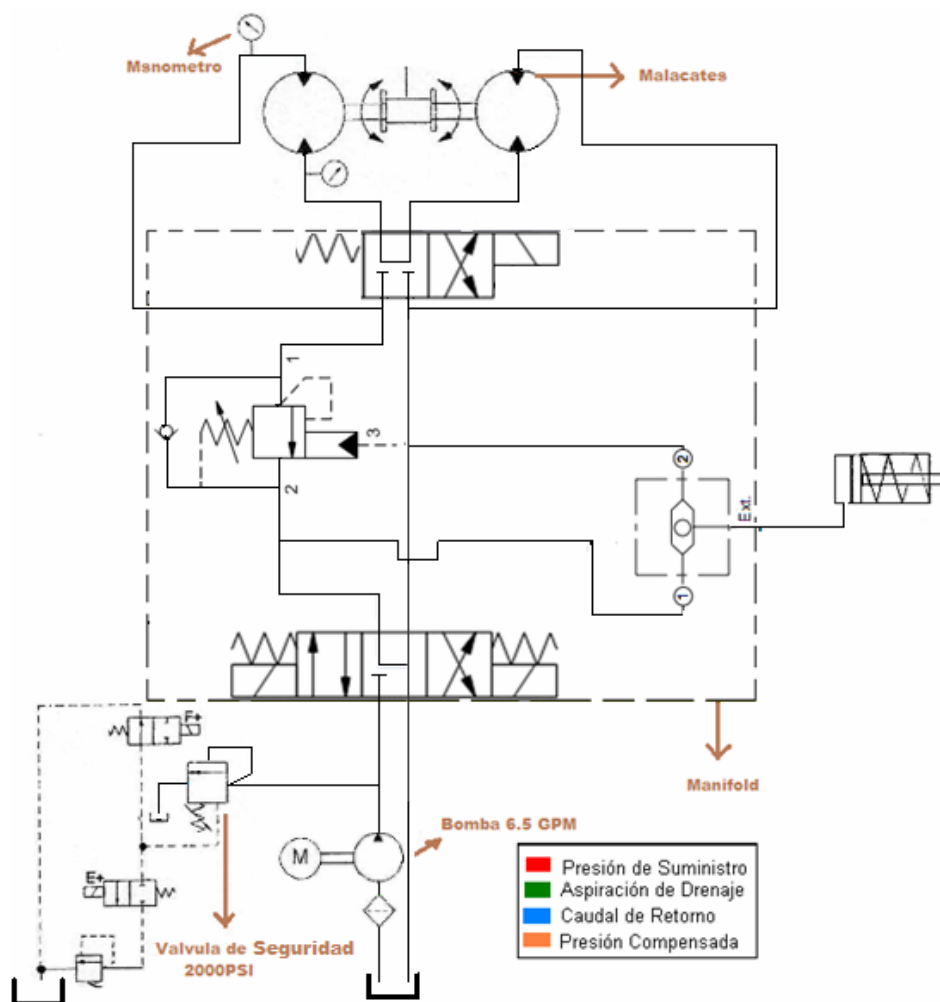 Msnometro
Malacates
1
3
2
2
Ext.
1
Manifold
E+
Bomba 6.5 GPM
M
E+
Valvula de Seguridad
2000PSI
Presión de Suministro
Aspiración de Drenaje
Caudal de Retorno
Presión Compensada